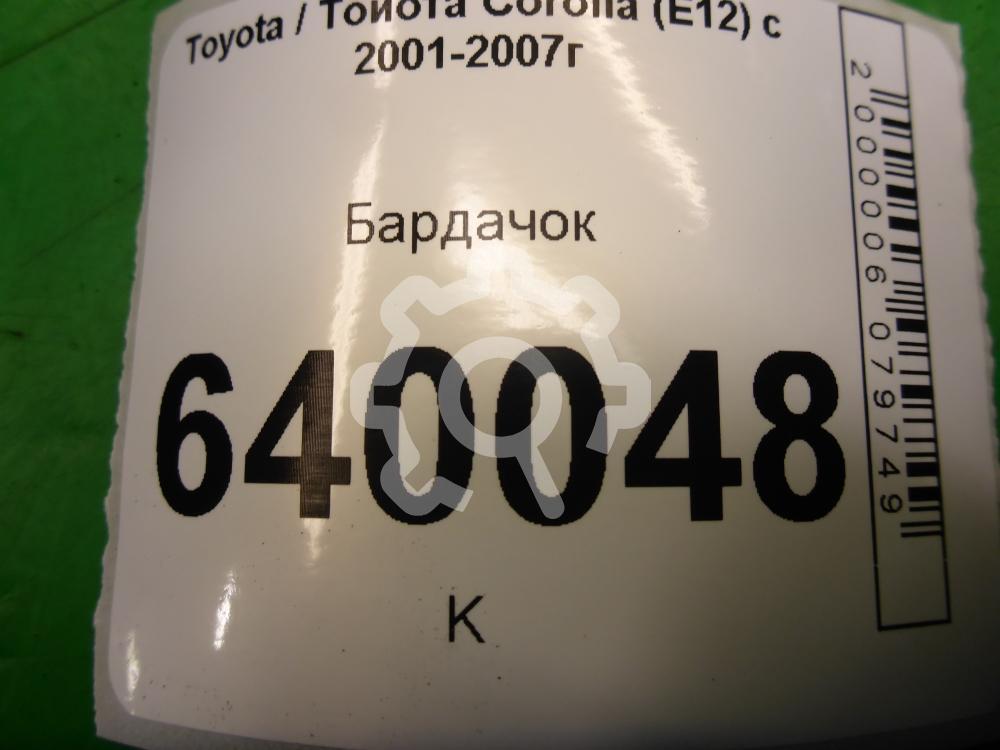 Toyota / Тойота Corolla (E12) с
2001-2007г
Бардачок
640048
К
2000006079749